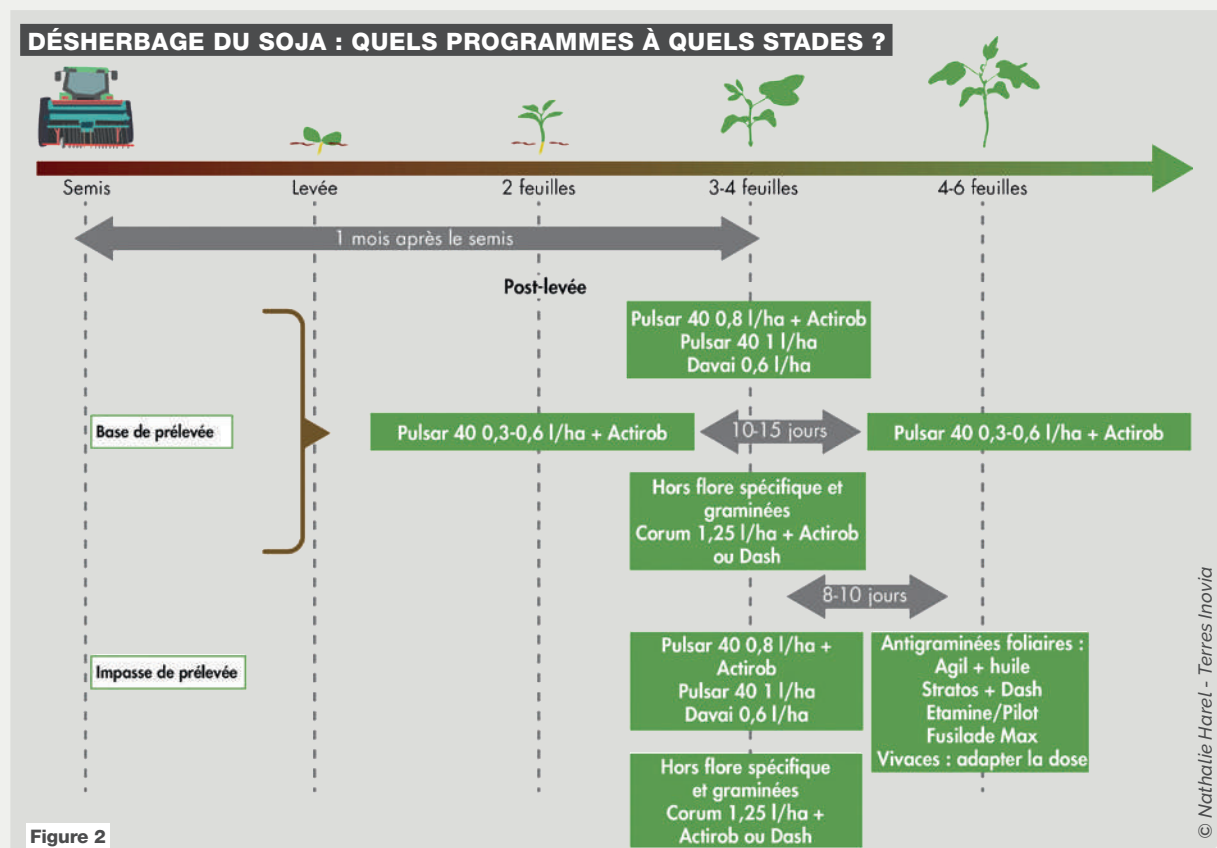 DÉSHERBAGE DU SOJA : QUELS PROGRAMMES À QUELS STADES ?
Semis
Levée
2 feuilles
3-4 feuilles
4-6 feuilles
1 mois après le semis
Post-levée
Pulsar 40 0,8 l/ha + Actirob
Pulsar 40 1 l/ha
Davai 0,6 l/ha
Base de prélevée
Pulsar 40 0,3-0,6 l/ha + Actirob
10-15 jours
Pulsar 40 0,3-0,6 l/ha + Actirob
Hors flore spécifique et
graminées
Corum 1,25 l/ha + Actirob
ou Dash
8-10 jours
Impasse de prélevée
Pulsar 40 0,8 l/ha +
Actirob
Pulsar 40 1 l/ha
Davai 0,6 l/ha
Antigraminées foliaires :
Agil + huile
Stratos + Dash
Etamine/Pilot
Fusilade Max
Vivaces : adapter la dose
Hors flore spécifique
et graminées
Corum 1,25 l/ha +
Actirob ou Dash
Figure 2
© Nathalie Harel - Terres Inovia